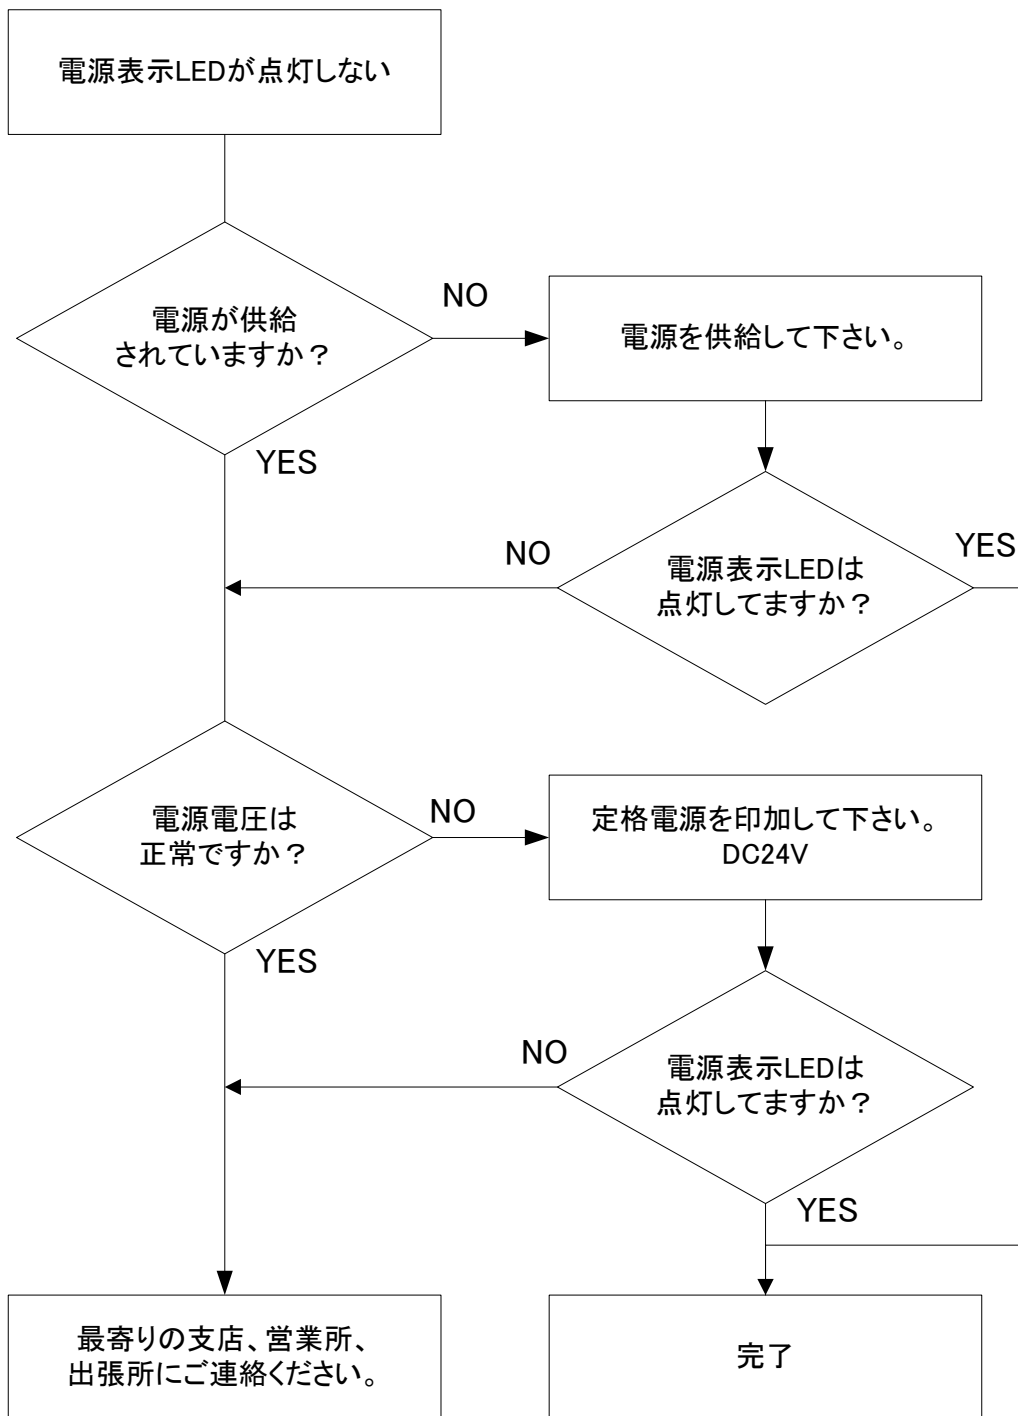 電源表示LEDが点灯しない
電源が供給
されていますか？
NO
電源を供給して下さい。
YES
電源表示LEDは
点灯してますか？
NO
YES
電源電圧は
正常ですか？
NO
定格電源を印加して下さい。
DC24V
YES
電源表示LEDは
点灯してますか？
NO
YES
最寄りの支店、営業所、
出張所にご連絡ください。
完了